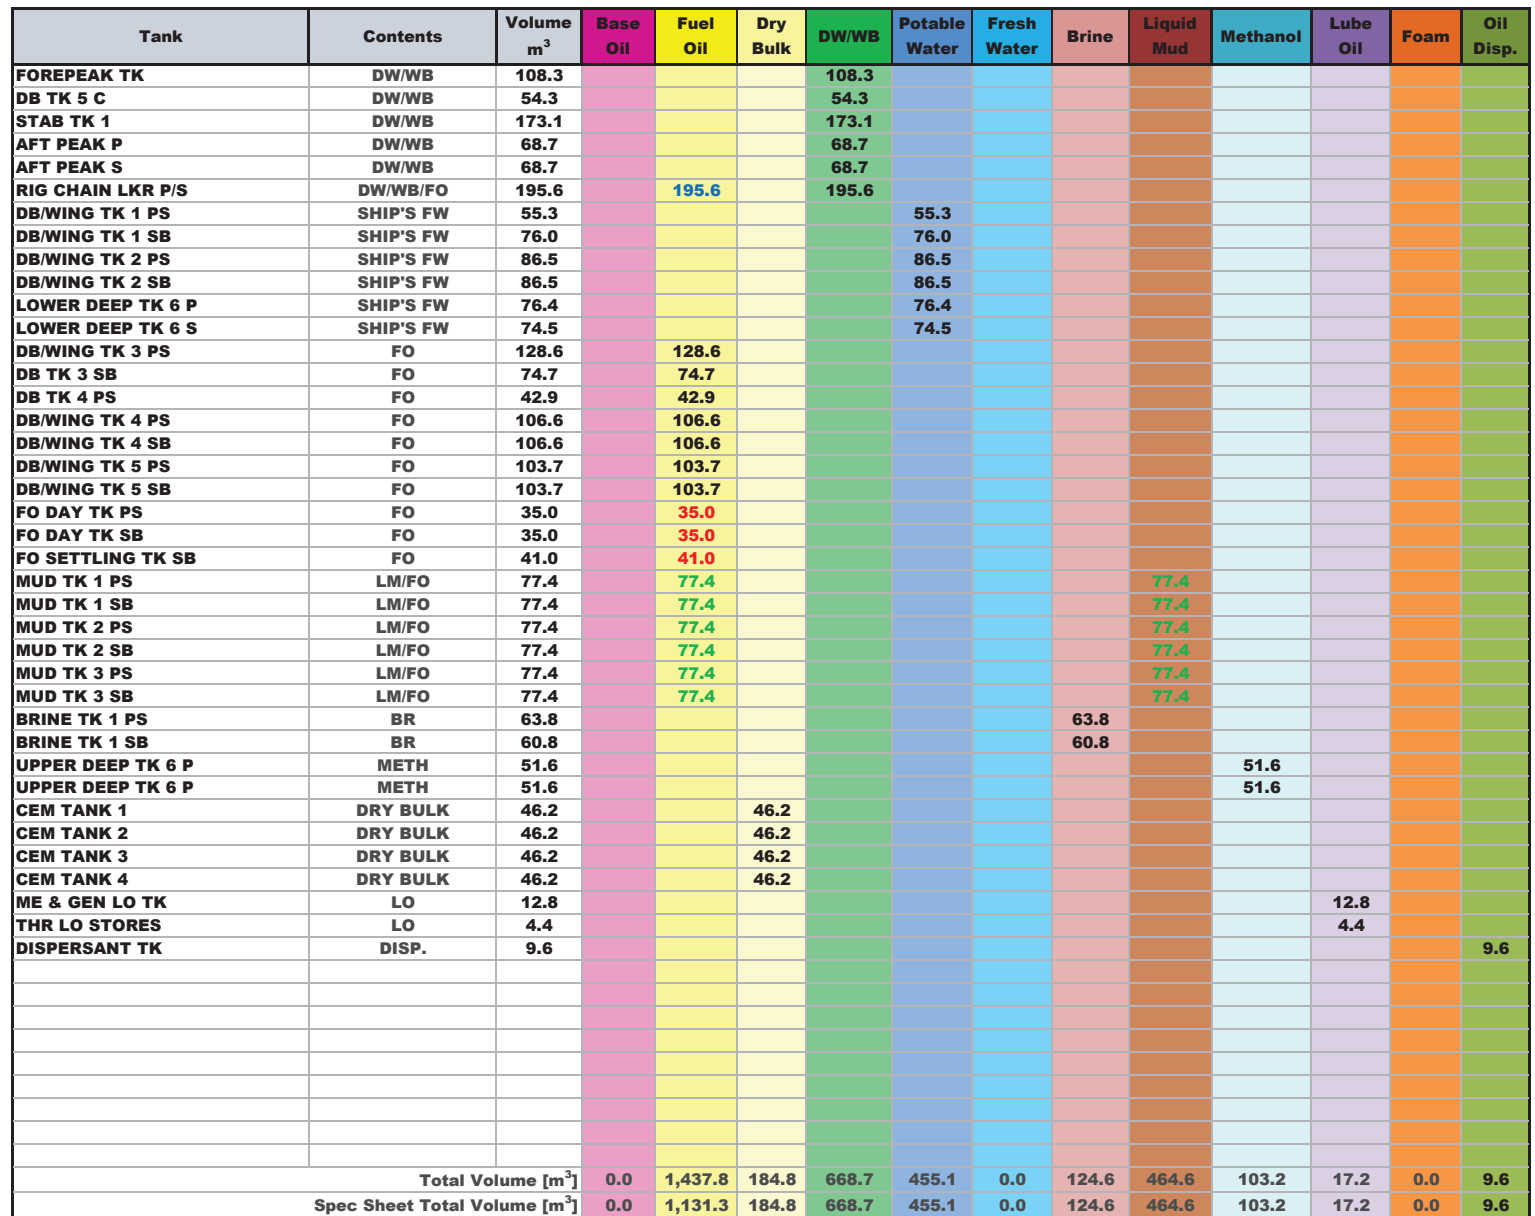 Tank Contents Volume m³ Base Oil Fuel Oil Dry Bulk DW/WB Potable Water Fresh Water Brine Liquid Mud Methanol Lube Oil Foam Oil Disp.
FOREPEAK TK DW/WB 108.3 108.3
DB TK 5 C DW/WB 54.3 54.3
STAB TK 1 DW/WB 173.1 173.1
AFT PEAK P DW/WB 68.7 68.7
AFT PEAK S DW/WB 68.7 68.7
RIG CHAIN LKR P/S DW/WB/FO 195.6 195.6 195.6
DB/WING TK 1 PS SHIP'S FW 55.3 55.3
DB/WING TK 1 SB SHIP'S FW 76.0 76.0
DB/WING TK 2 PS SHIP'S FW 86.5 86.5
DB/WING TK 2 SB SHIP'S FW 86.5 86.5
LOWER DEEP TK 6 P SHIP'S FW 76.4 76.4
LOWER DEEP TK 6 S SHIP'S FW 74.5 74.5
DB/WING TK 3 PS FO 128.6 128.6
DB TK 3 SB FO 74.7 74.7
DB TK 4 PS FO 42.9 42.9
DB/WING TK 4 PS FO 106.6 106.6
DB/WING TK 4 SB FO 106.6 106.6
DB/WING TK 5 PS FO 103.7 103.7
DB/WING TK 5 SB FO 103.7 103.7
FO DAY TK PS FO 35.0 35.0
FO DAY TK SB FO 35.0 35.0
FO SETTLING TK SB FO 41.0 41.0
MUD TK 1 PS LM/FO 77.4 77.4 77.4
MUD TK 1 SB LM/FO 77.4 77.4 77.4
MUD TK 2 PS LM/FO 77.4 77.4 77.4
MUD TK 2 SB LM/FO 77.4 77.4 77.4
MUD TK 3 PS LM/FO 77.4 77.4 77.4
MUD TK 3 SB LM/FO 77.4 77.4 77.4
BRINE TK 1 PS BR 63.8 63.8
BRINE TK 1 SB BR 60.8 60.8
UPPER DEEP TK 6 P METH 51.6 51.6
UPPER DEEP TK 6 P METH 51.6 51.6
CEM TANK 1 DRY BULK 46.2 46.2
CEM TANK 2 DRY BULK 46.2 46.2
CEM TANK 3 DRY BULK 46.2 46.2
CEM TANK 4 DRY BULK 46.2 46.2
ME & GEN LO TK LO 12.8 12.8
THR LO STORES LO 4.4 4.4
DISPERSANT TK DISP. 9.6 9.6
Total Volume [m³] 0.0 1,437.8 184.8 668.7 455.1 0.0 124.6 464.6 103.2 17.2 0.0 9.6
Spec Sheet Total Volume [m³] 0.0 1,131.3 184.8 668.7 455.1 0.0 124.6 464.6 103.2 17.2 0.0 9.6